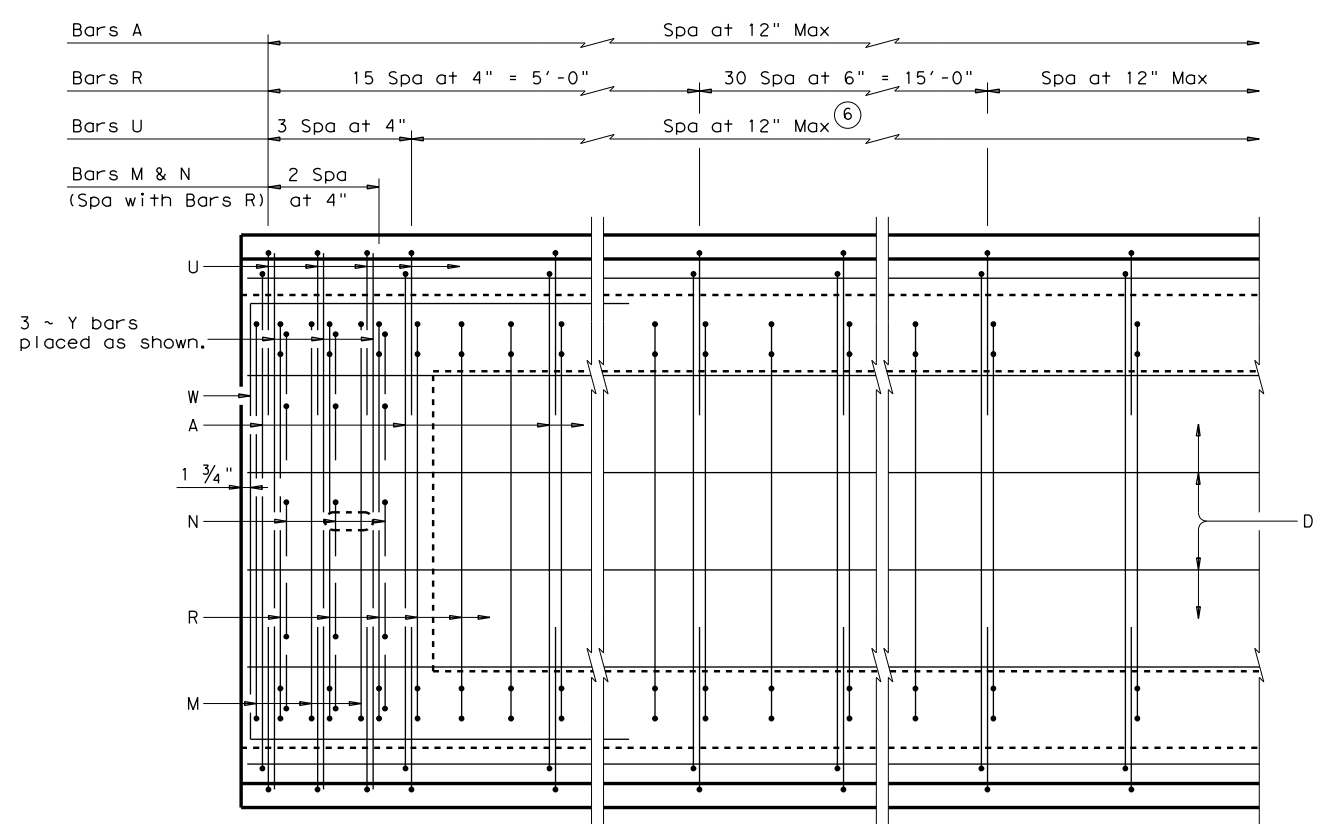 Bars A
Spa at 12" Max
Bars R
15 Spa at 4" = 5'-0"
30 Spa at 6" = 15'-0"
Spa at 12" Max
Bars U
3 Spa at 4"
Spa at 12" Max
6
Bars M & N
2 Spa
(Spa with Bars R)
at 4"
U
3 ~ Y bars
placed as shown.
W
A
1 3/4"
N
D
R
M